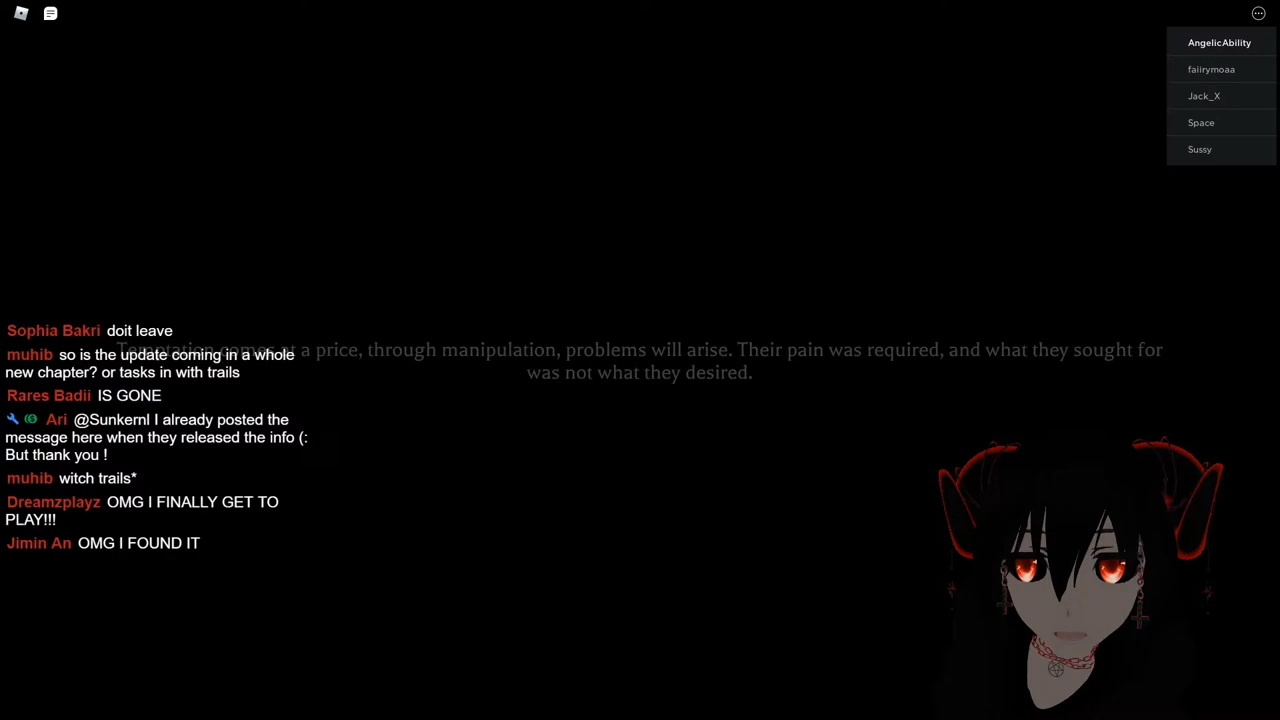 AngelicAbility
faiirymoaa
Jack_X
Space
Sussy
Sophia Bakri doit leave
muhib so is the update coming in a whole
new chapter? or tasks in with trails
Rares Badii IS GONE
Ari @Sunkernl I already posted the
message here when they released the info (:
But thank you !
muhib witch trails*
Dreamzplayz OMG I FINALLY GET TO
PLAY!!!
Jimin An OMG I FOUND IT
Temptation comes at a price, through manipulation, problems will arise. Their pain was required, and what they sought for
was not what they desired.